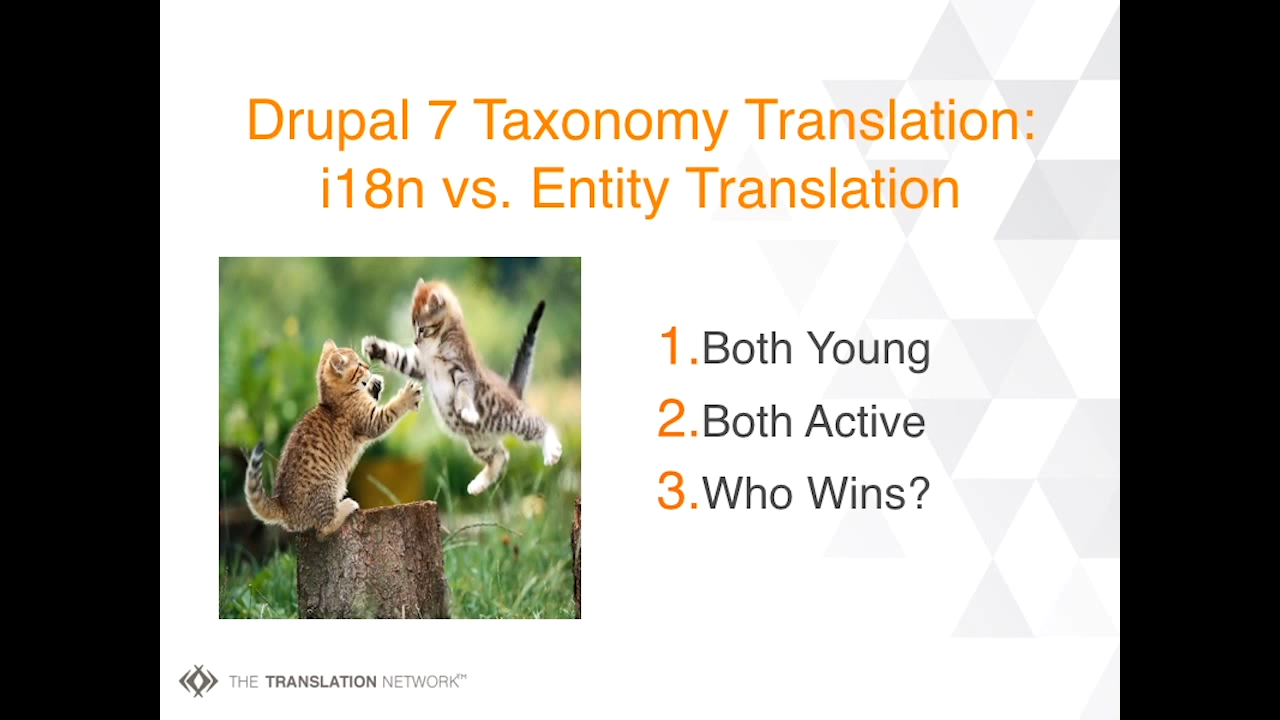 Drupal 7 Taxonomy Translation:
i18n vs. Entity Translation
1. Both Young
2. Both Active
3. Who Wins?
THE TRANSLATION NETWORK™